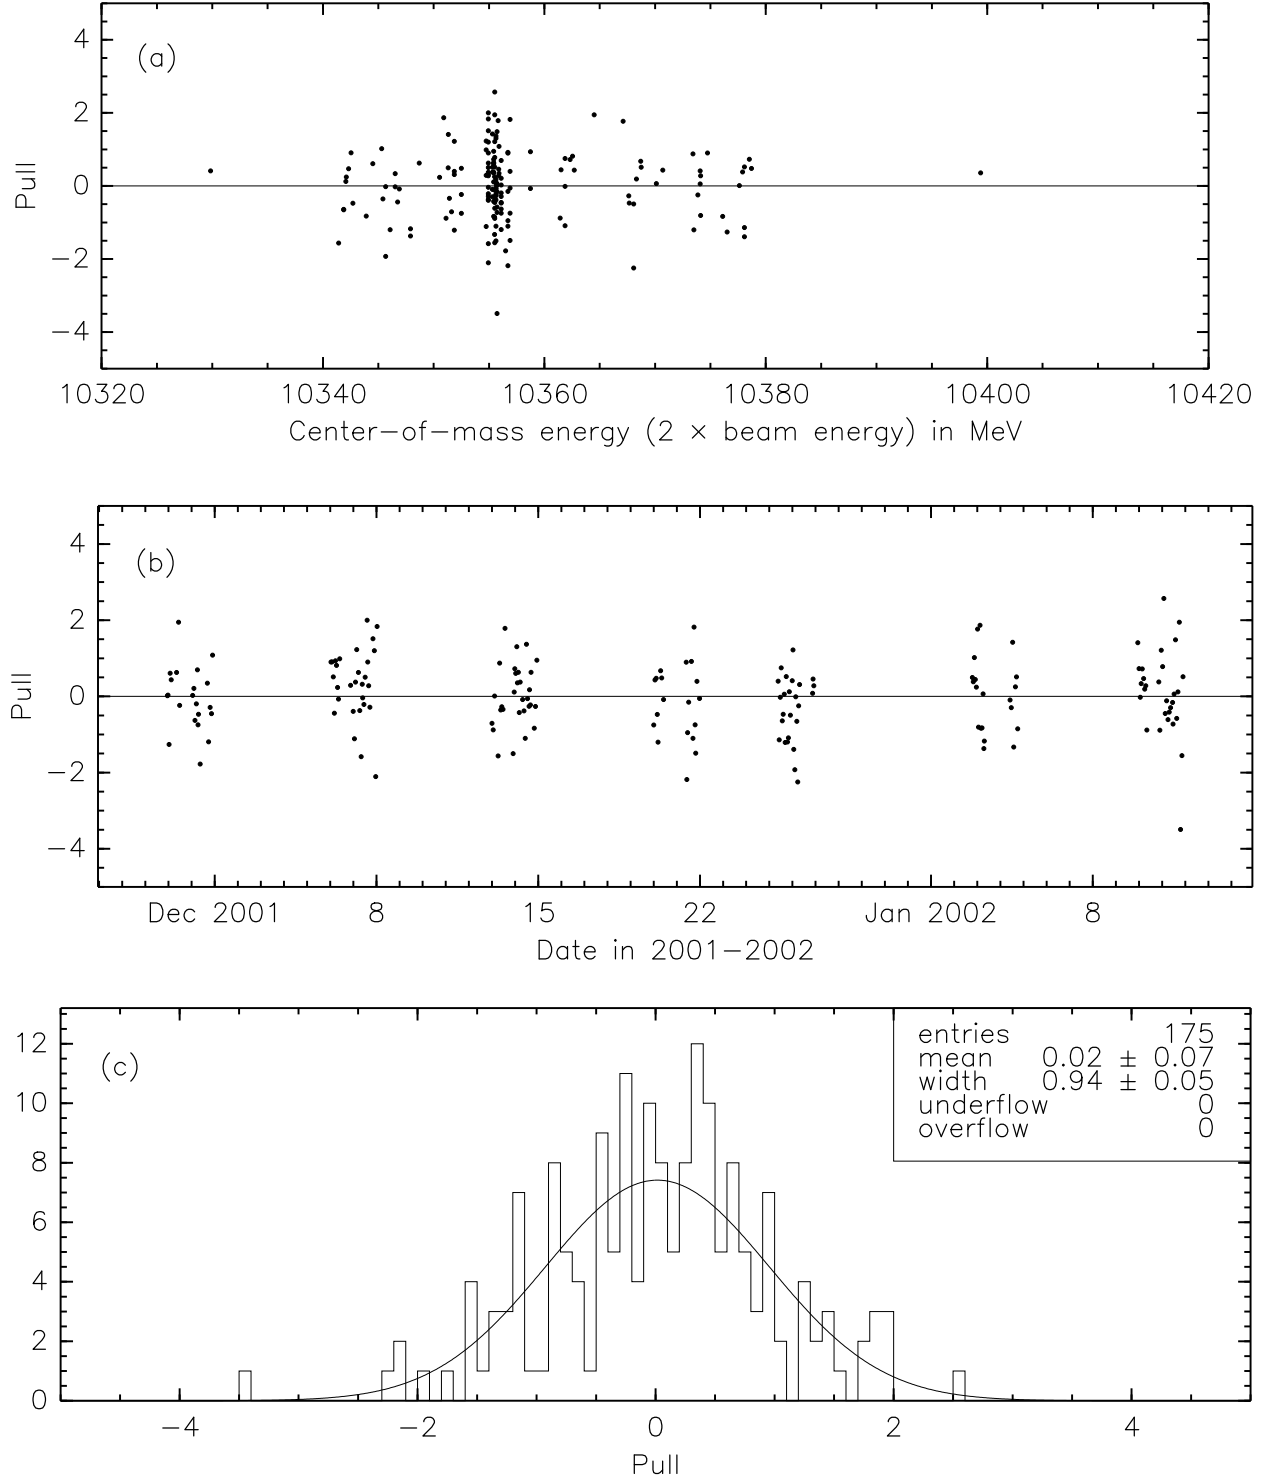 (a)
Pull
4
2
0
−2
−4
10320 10340 10360 10380 10400 10420
Center−of−mass energy (2 × beam energy) in MeV
(b)
Pull
4
2
0
−2
−4
Dec 2001 8 15 22 Jan 2002 8
Date in 2001−2002
(c)
12
10
8
6
4
2
0
entries 175
mean 0.02 ± 0.07
width 0.94 ± 0.05
underflow 0
overflow 0
−4 −2 0 2 4
Pull